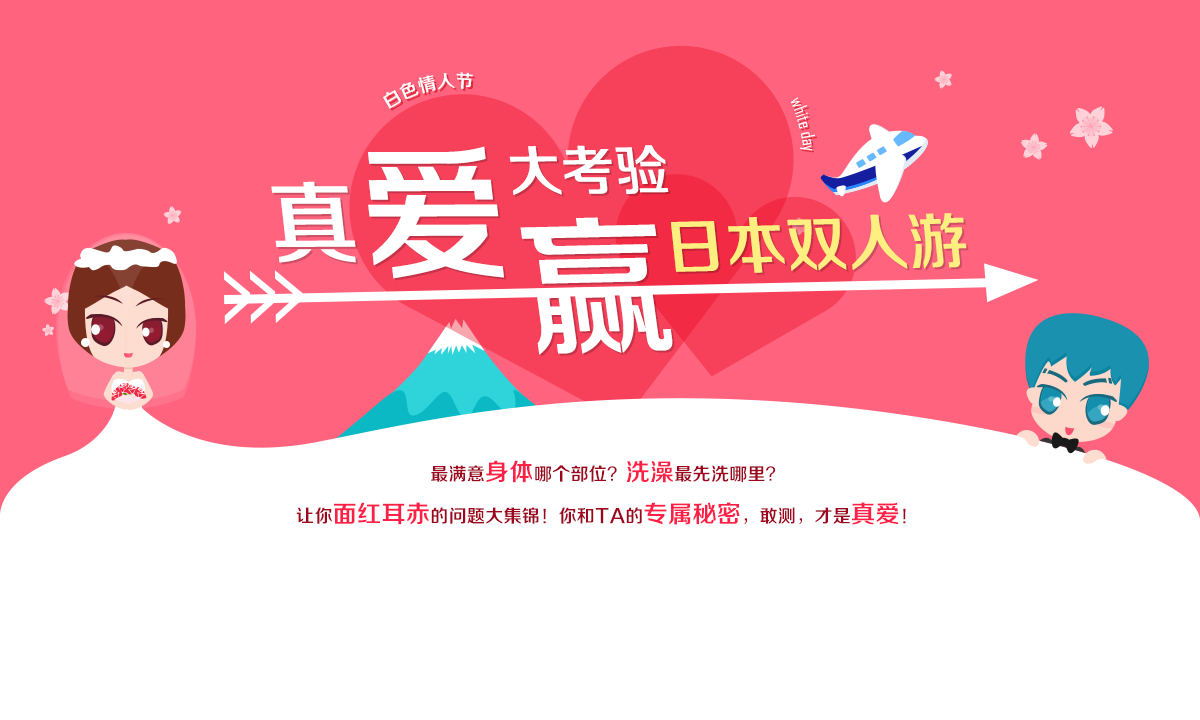 白色情人节
white day
真爱大考验
赢日本双人游
最满意身体哪个部位？洗澡最先洗哪里？
让你面红耳赤的问题大集锦！你和TA的专属秘密，敢测，才是真爱！